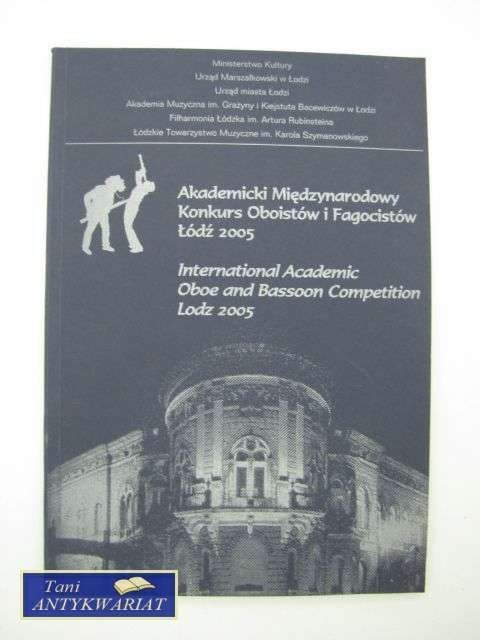 Ministerstwo Kultury
Urząd Marszałkowski w Łodzi
Urząd miasta Łodzi
Akademia Muzyczna im. Grażyny i Kiejstuta Bacewiczów w Łodzi
Filharmonia Łódzka im. Artura Rubinsteina
Łódzkie Towarzystwo Muzyczne im. Karola Szymanowskiego
Akademicki Międzynarodowy
Konkurs Oboistów i Fagocistów
Łódź 2005
International Academic
Oboe and Bassoon Competition
Lodz 2005
Tani
ANTYKWARIAT